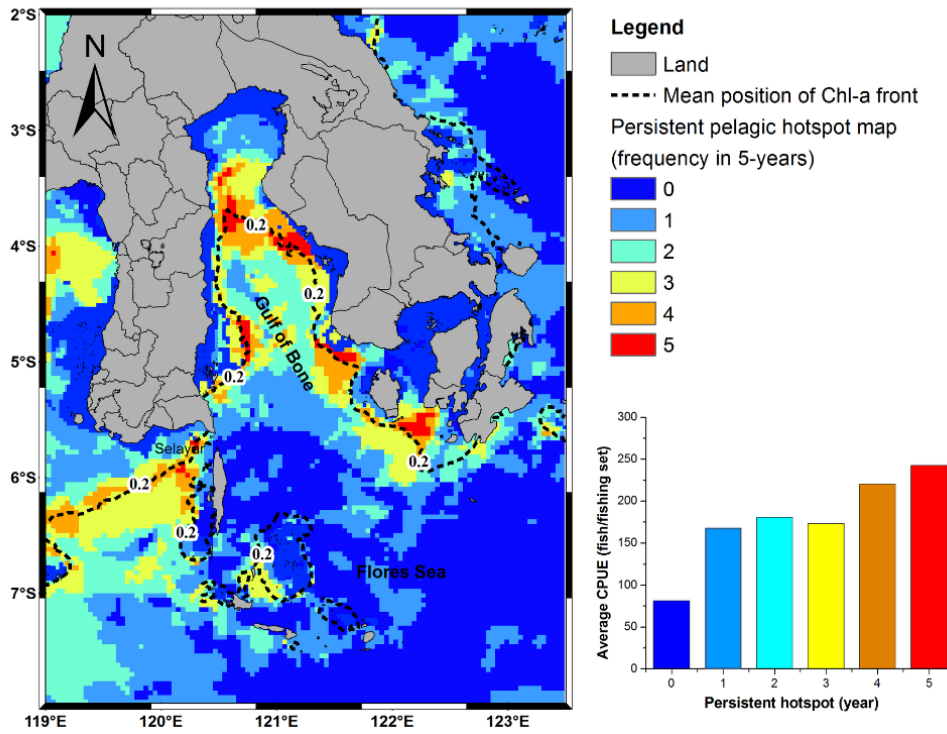 2°S
3°S
4°S
5°S
6°S
7°S
119°E
120°E
121°E
122°E
123°E
N
0.2
0.2
Gulf of Bone
0.2
Selayar
0.2
0.2
0.2
0.2
Flores Sea
Legend
Land
Mean position of Chl-a front
Persistent pelagic hotspot map
(frequency in 5-years)
0
1
2
3
4
5
Average CPUE (fish/fishing set)
300
250
200
150
100
50
0
0
1
2
3
4
5
Persistent hotspot (year)